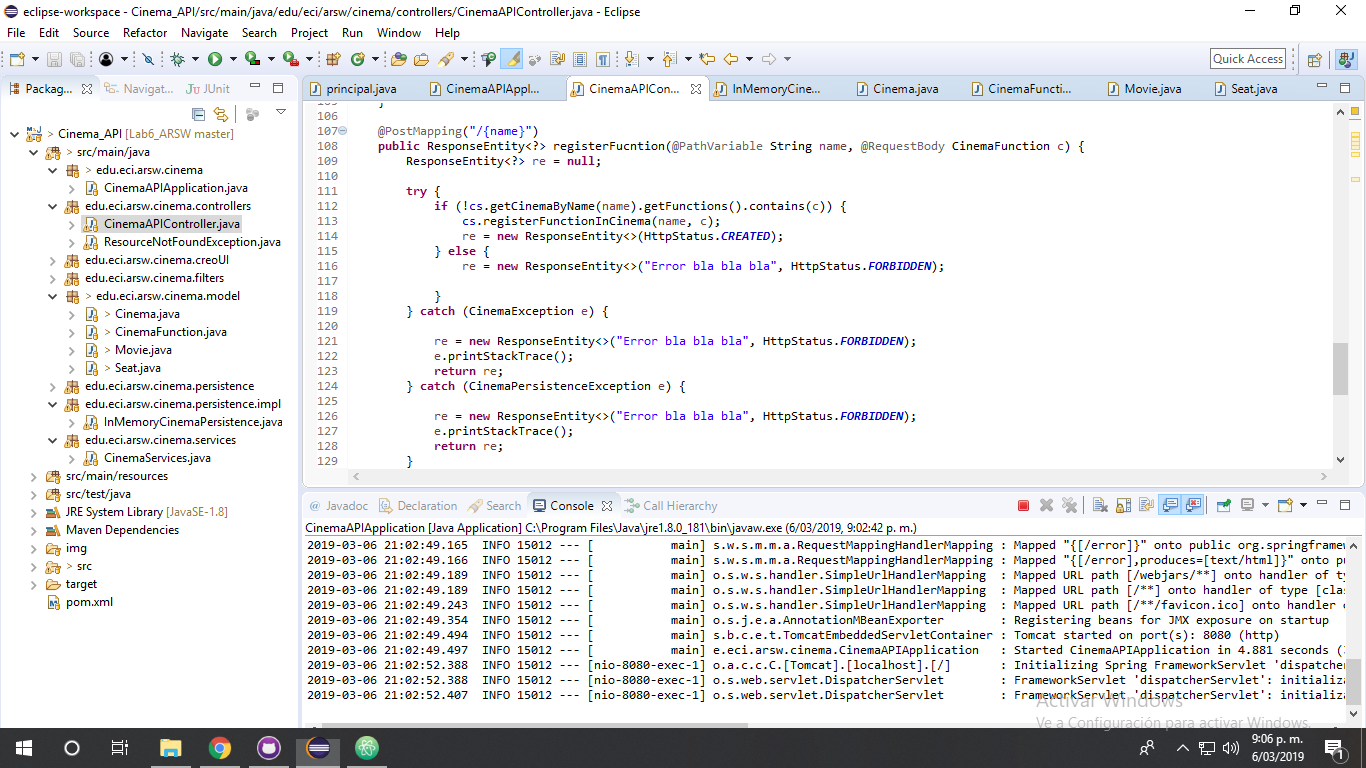 eclipse-workspace - Cinema_API/src/main/java/edu/eci/arsw/cinema/controllers/CinemaAPIController.java - Eclipse
File Edit Source Refactor Navigate Search Project Run Window Help
Quick Access
Packag... Navigat... JUnit
principal.java CinemaAPIAppl... CinemaAPICon... InMemoryCine... Cinema.java CinemaFuncti... Movie.java Seat.java
> Cinema_API [Lab6_ARSW master]
> src/main/java
> edu.eci.arsw.cinema
CinemaAPIApplication.java
edu.eci.arsw.cinema.controllers
CinemaAPIController.java
ResourceNotFoundException.java
edu.eci.arsw.cinema.creoUI
edu.eci.arsw.cinema.filters
> edu.eci.arsw.cinema.model
> Cinema.java
> CinemaFunction.java
> Movie.java
> Seat.java
edu.eci.arsw.cinema.persistence
edu.eci.arsw.cinema.persistence.impl
InMemoryCinemaPersistence.java
edu.eci.arsw.cinema.services
CinemaServices.java
src/main/resources
src/test/java
JRE System Library [JavaSE-1.8]
Maven Dependencies
img
> src
target
pom.xml
105 }
106
107 @PostMapping("/{name}")
108 public ResponseEntity<?> registerFucntion(@PathVariable String name, @RequestBody CinemaFunction c) {
109 ResponseEntity<?> re = null;
110
111 try {
112 if (!cs.getCinemaByName(name).getFunctions().contains(c)) {
113 cs.registerFunctionInCinema(name, c);
114 re = new ResponseEntity<>(HttpStatus.CREATED);
115 } else {
116 re = new ResponseEntity<>("Error bla bla bla", HttpStatus.FORBIDDEN);
117
118 }
119 } catch (CinemaException e) {
120
121 re = new ResponseEntity<>("Error bla bla bla", HttpStatus.FORBIDDEN);
122 e.printStackTrace();
123 return re;
124 } catch (CinemaPersistenceException e) {
125
126 re = new ResponseEntity<>("Error bla bla bla", HttpStatus.FORBIDDEN);
127 e.printStackTrace();
128 return re;
129 }
@ Javadoc Declaration Search Console Call Hierarchy
CinemaAPIApplication [Java Application] C:\Program Files\Java\jre1.8.0_181\bin\javaw.exe (6/03/2019, 9:02:42 p. m.)
2019-03-06 21:02:49.165 INFO 15012 --- [ main] s.w.s.m.m.a.RequestMappingHandlerMapping : Mapped "{[/error]}" onto public org.springframew
2019-03-06 21:02:49.166 INFO 15012 --- [ main] s.w.s.m.m.a.RequestMappingHandlerMapping : Mapped "{[/error],produces=[text/html]}" onto pu
2019-03-06 21:02:49.189 INFO 15012 --- [ main] o.s.w.s.handler.SimpleUrlHandlerMapping : Mapped URL path [/webjars/**] onto handler of ty
2019-03-06 21:02:49.189 INFO 15012 --- [ main] o.s.w.s.handler.SimpleUrlHandlerMapping : Mapped URL path [/**] onto handler of type [clas
2019-03-06 21:02:49.243 INFO 15012 --- [ main] o.s.w.s.handler.SimpleUrlHandlerMapping : Mapped URL path [/**/favicon.ico] onto handler o
2019-03-06 21:02:49.354 INFO 15012 --- [ main] o.s.j.e.a.AnnotationMBeanExporter : Registering beans for JMX exposure on startup
2019-03-06 21:02:49.494 INFO 15012 --- [ main] s.b.c.e.t.TomcatEmbeddedServletContainer : Tomcat started on port(s): 8080 (http)
2019-03-06 21:02:49.497 INFO 15012 --- [ main] e.eci.arsw.cinema.CinemaAPIApplication : Started CinemaAPIApplication in 4.881 seconds (
2019-03-06 21:02:52.388 INFO 15012 --- [nio-8080-exec-1] o.a.c.c.C.[Tomcat].[localhost].[/] : Initializing Spring FrameworkServlet 'dispatche
2019-03-06 21:02:52.388 INFO 15012 --- [nio-8080-exec-1] o.s.web.servlet.DispatcherServlet : FrameworkServlet 'dispatcherServlet': initializa
2019-03-06 21:02:52.407 INFO 15012 --- [nio-8080-exec-1] o.s.web.servlet.DispatcherServlet : FrameworkServlet 'dispatcherServlet': initializa
Activar Windows
Ve a Configuración para activar Windows.
9:06 p. m.
6/03/2019
1